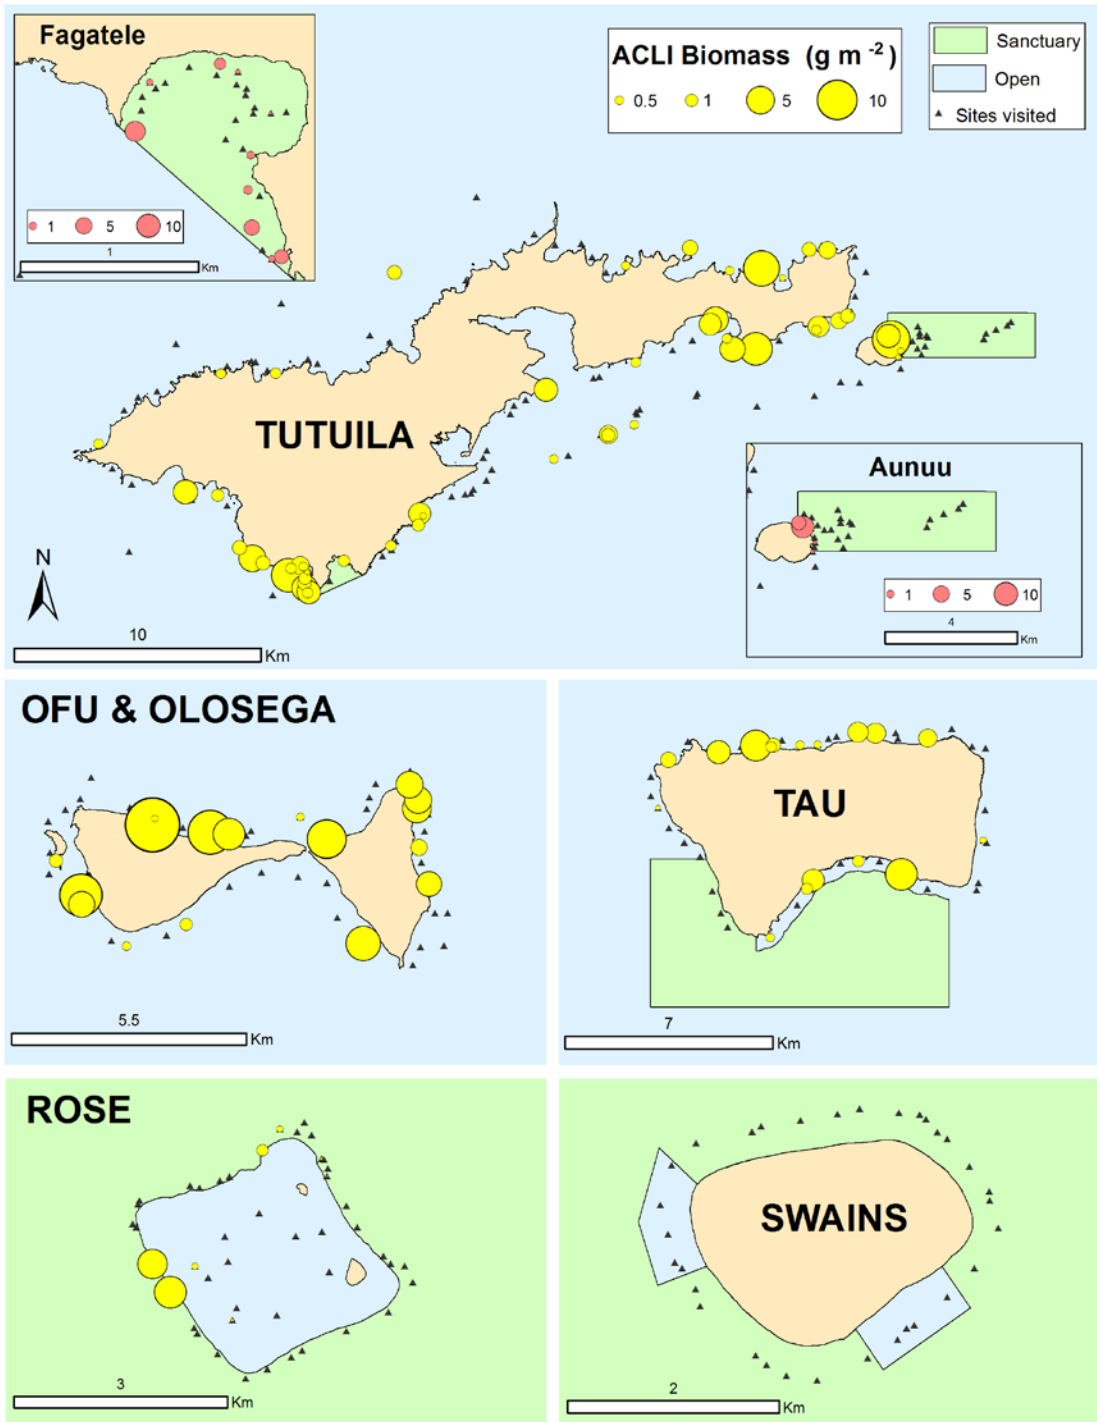 Fagatele
1 5 10
1
Km
ACLI Biomass (g m -2)
0.5 1 5 10
Sanctuary
Open
Sites visited
TUTUILA
N
10
Km
Aunuu
1 5 10
4
Km
OFU & OLOSEGA
5.5
Km
TAU
7
Km
ROSE
3
Km
SWAINS
2
Km